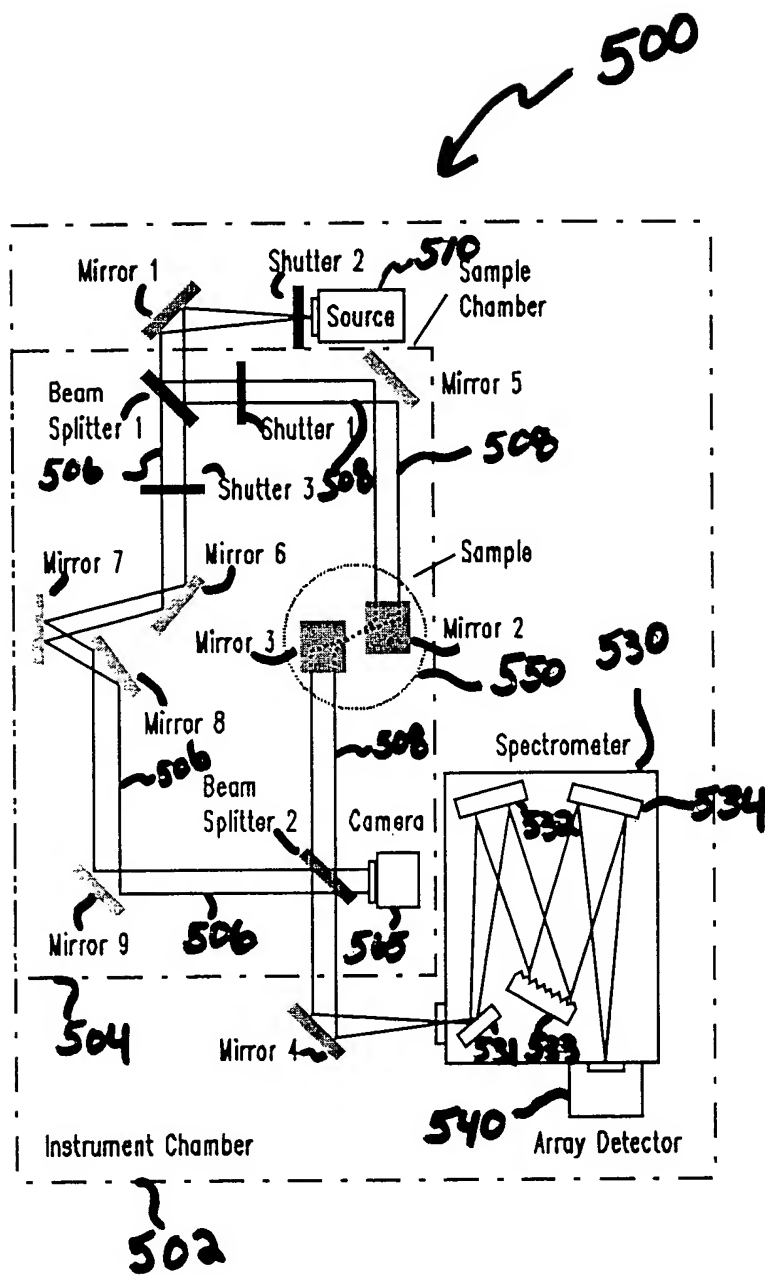 500
510
Shutter 2
Mirror 1
Sample
Chamber
Source
Mirror 5
Beam
Splitter 1
Shutter 1
508
506
508
Shutter 3
Sample
Mirror 7
Mirror 6
Mirror 3
Mirror 2
530
550
Mirror 8
Spectrometer
508
506
532
534
Beam
Splitter 2
Camera
Mirror 9
506
565
504
Mirror 4
531
533
540
Instrument Chamber
Array Detector
502